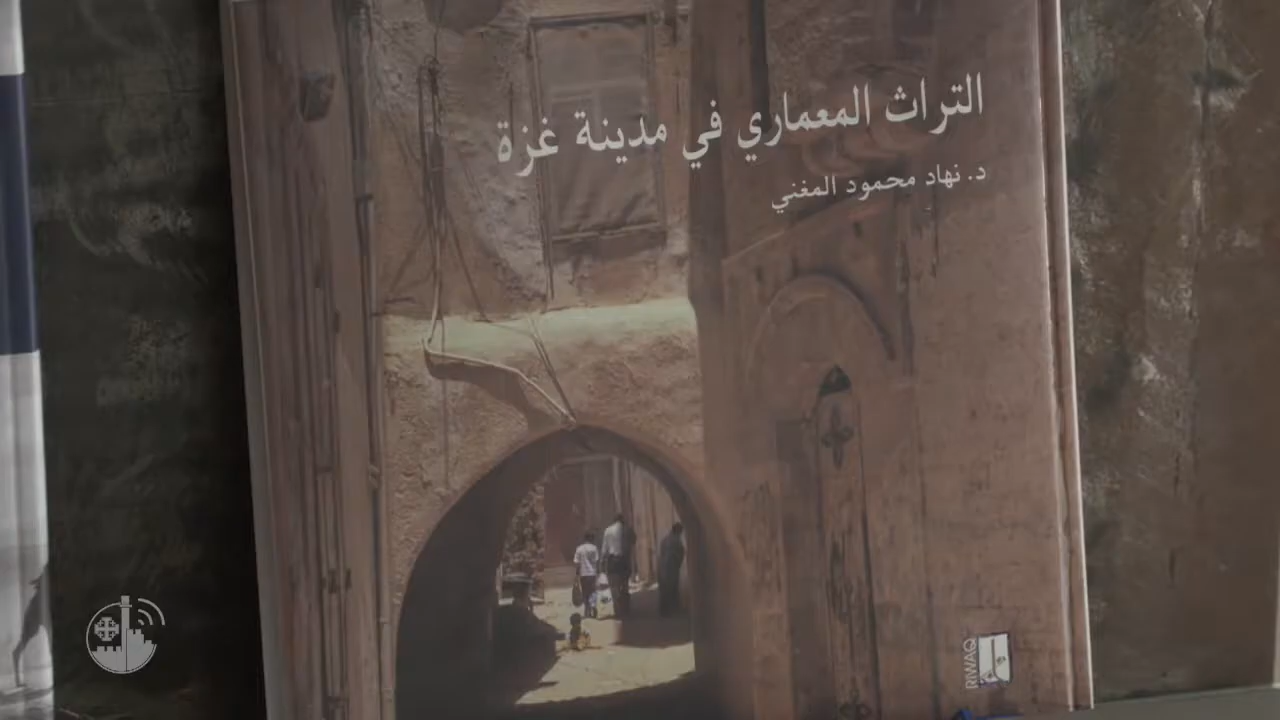 التراث المعماري في مدينة غزة
د. نهاد محمود المغني
RIWAQ